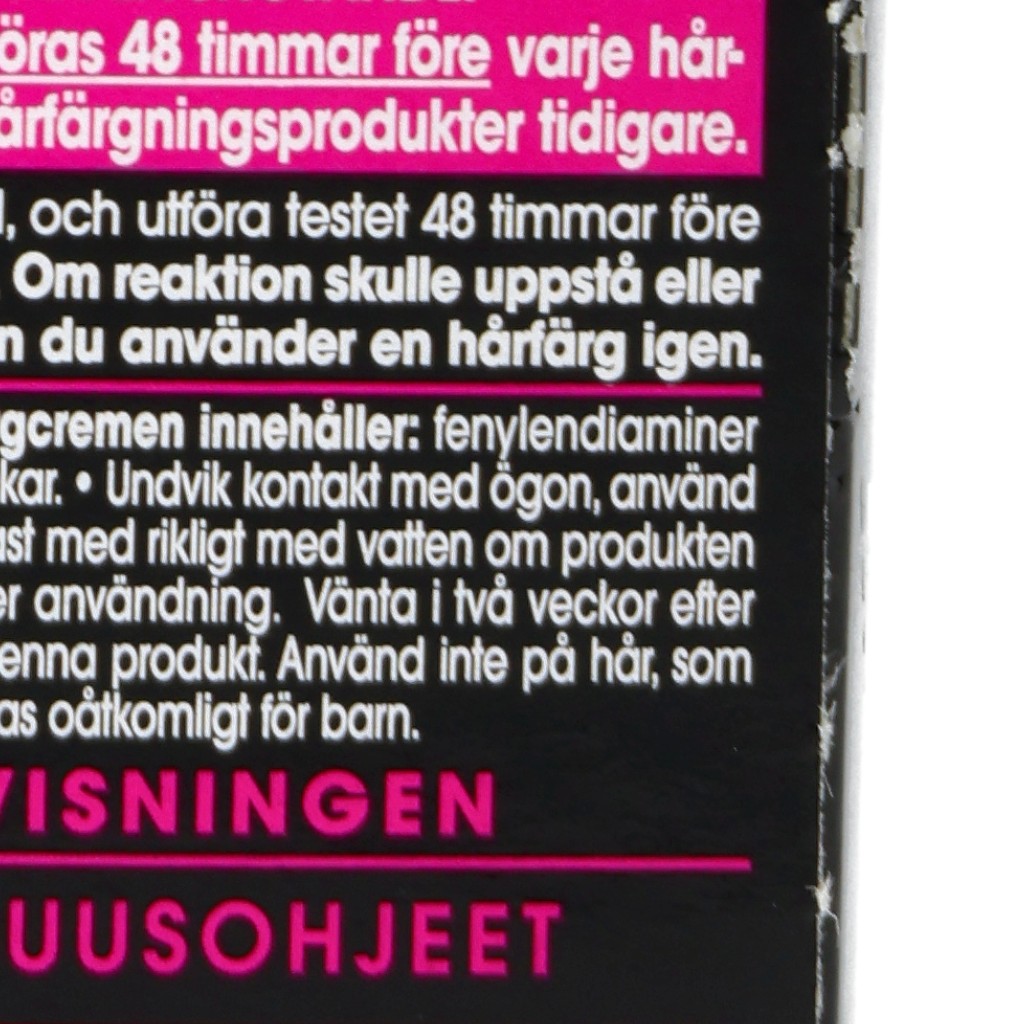 öras 48 timmar före varje hår-
årfärgningsprodukter tidigare.
, och utföra testet 48 timmar före
. Om reaktion skulle uppstå eller
n du använder en hårfärg igen.
gcremen innehåller: fenylendiaminer
kar. • Undvik kontakt med ögon, använd
ast med rikligt med vatten om produkten
er användning. Vänta i två veckor efter
enna produkt. Använd inte på hår, som
as oåtkomligt för barn.
VISNINGEN
UUSOHJEET